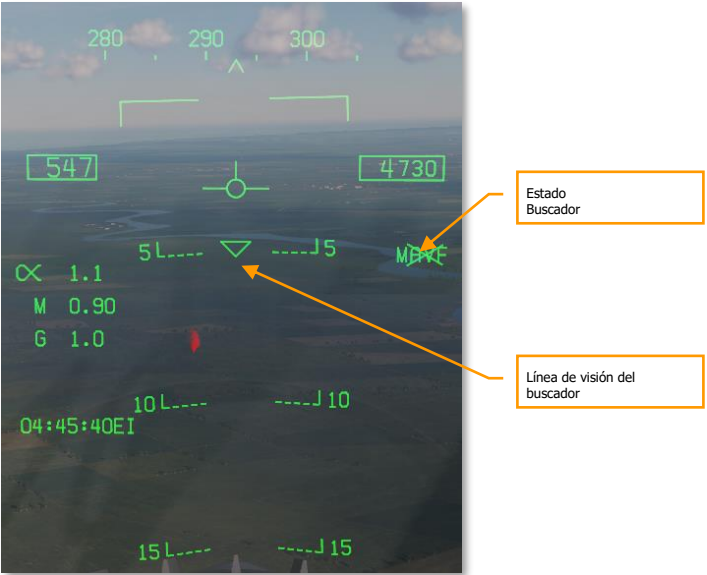 280 290 300
547 4730
Estado
Buscador
5 5
MAVF
α 1.1
M 0.90
G 1.0
Línea de visión del
buscador
10 10
04:45:40EI
15 15